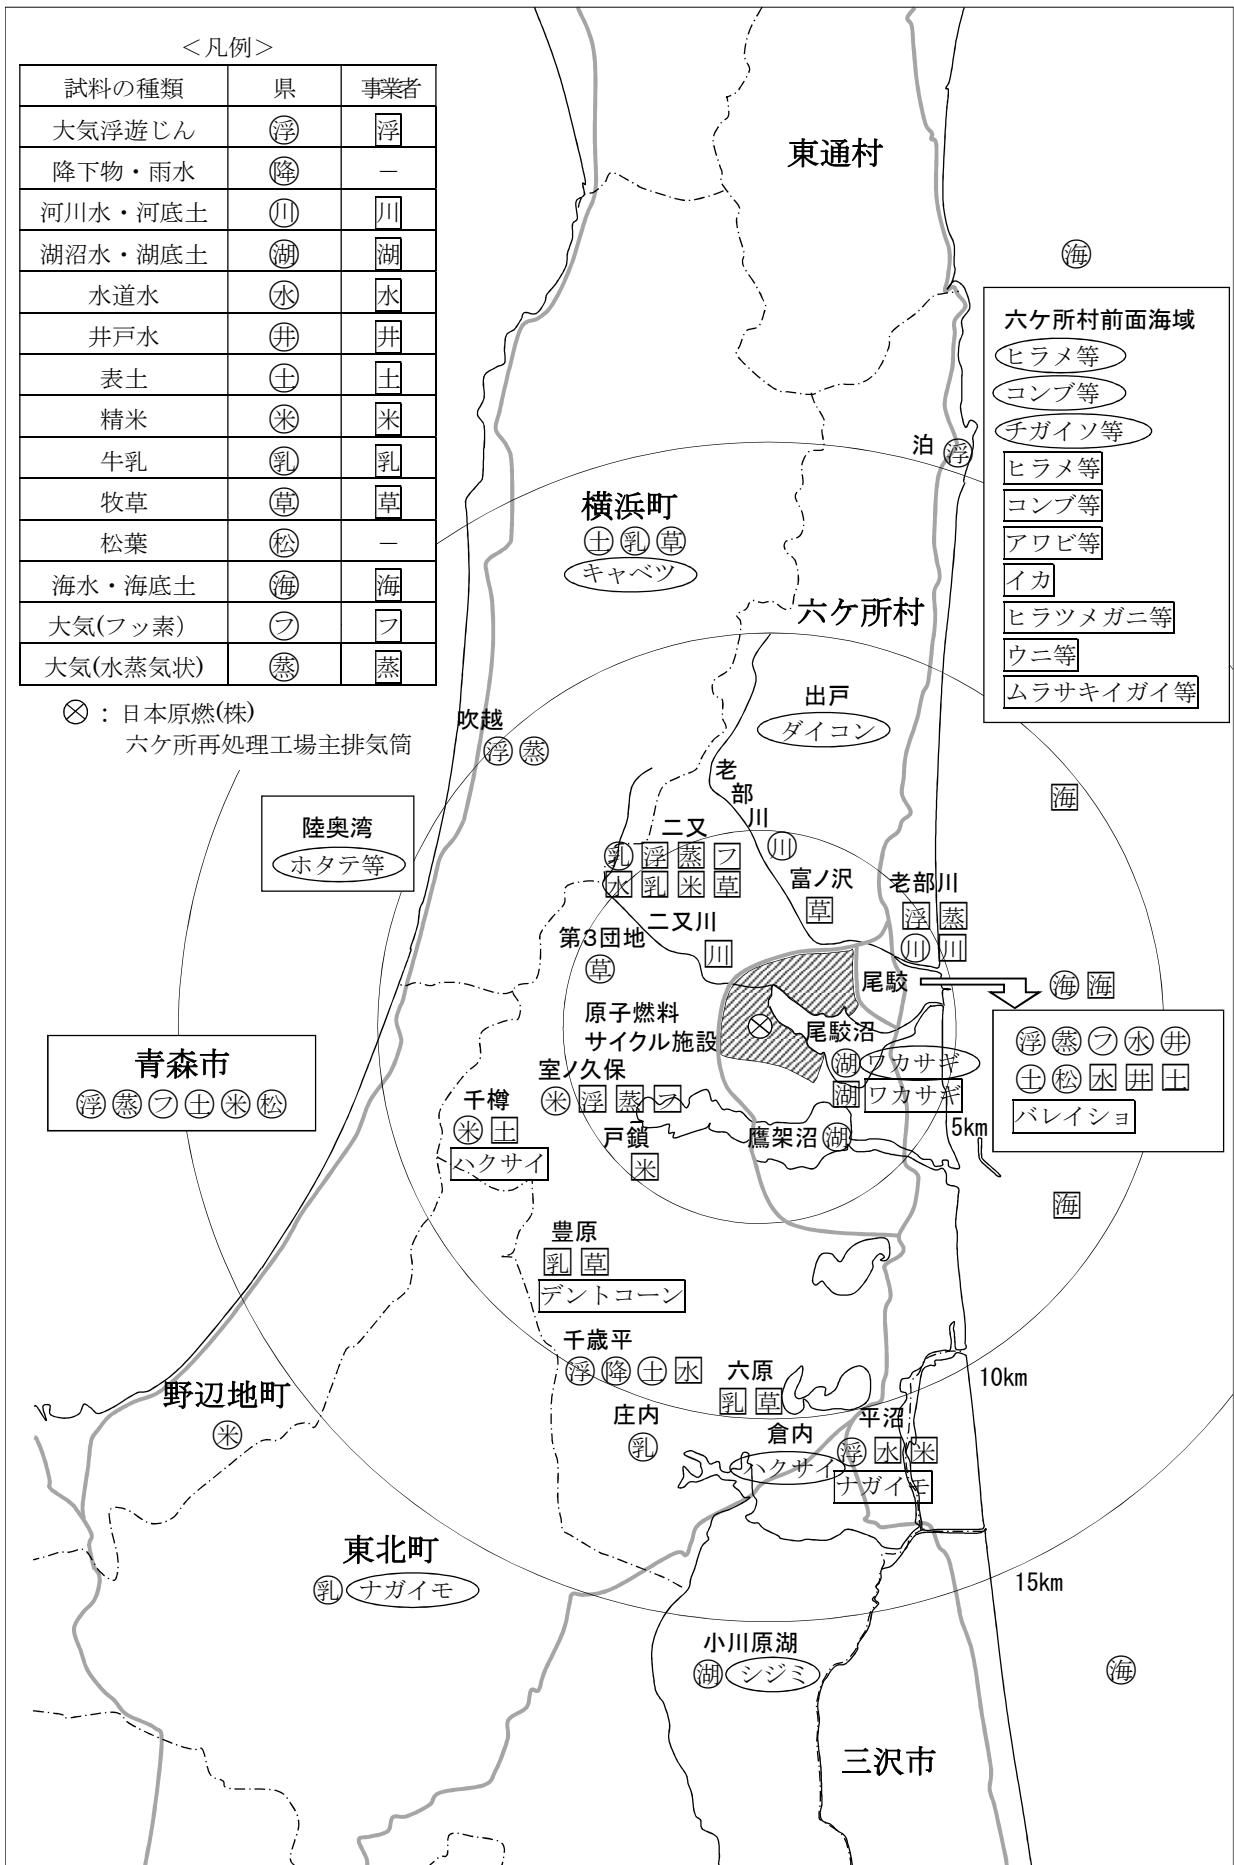 ＜凡例＞
試料の種類 県 事業者
大気浮遊じん 浮 浮
降下物・雨水 降 －
河川水・河底土 川 川
湖沼水・湖底土 湖 湖
水道水 水 水
井戸水 井 井
表土 土 土
精米 米 米
牛乳 乳 乳
牧草 草 草
松葉 松 －
海水・海底土 海 海
大気(フッ素） フ フ
大気(水蒸気状) 蒸 蒸
⊗：日本原燃(株)
六ケ所再処理工場主排気筒
東通村
海
六ケ所村前面海域
ヒラメ等
コンブ等
チガイソ等
ヒラメ等
コンブ等
アワビ等
イカ
ヒラツメガニ等
ウニ等
ムラサキイガイ等
泊 浮
横浜町
土 乳 草
キャベツ
六ケ所村
出戸
ダイコン
吹越
浮 蒸
海
陸奥湾
ホタテ等
老部川
川
二又
乳 浮 蒸 フ
水 乳 米 草
富ノ沢
草
老部川
浮 蒸
川 川
二又川
川
第3団地
草
尾駮
海 海
浮 蒸 フ 水 井
土 松 水 井 土
バレイショ
原子燃料
サイクル施設
尾駮沼
湖 ワカサギ
湖 ワカサギ
青森市
浮 蒸 フ 土 米 松
室ノ久保
米 浮 蒸 フ
千樽
米 土
ハクサイ
戸鎖
米
鷹架沼 湖
5km
海
豊原
乳 草
デントコーン
千歳平
浮 降 土 水
六原
乳 草
10km
野辺地町
米
庄内
乳
倉内
ハクサイ
平沼
浮 水 米
ナガイモ
東北町
乳 ナガイモ
15km
小川原湖
湖 シジミ
海
三沢市